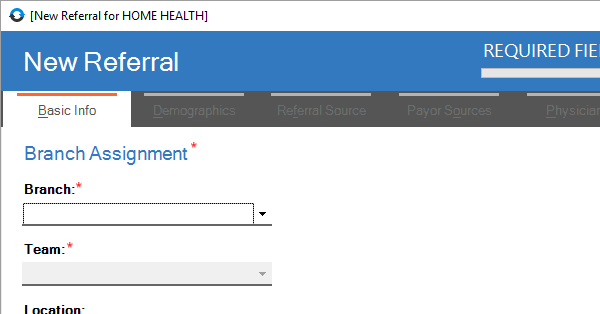 [New Referral for HOME HEALTH]
New Referral
REQUIRED FIE
Basic Info
Demographics
Referral Source
Payor Sources
Physician
Branch Assignment *
Branch:*
Team:*
Location: